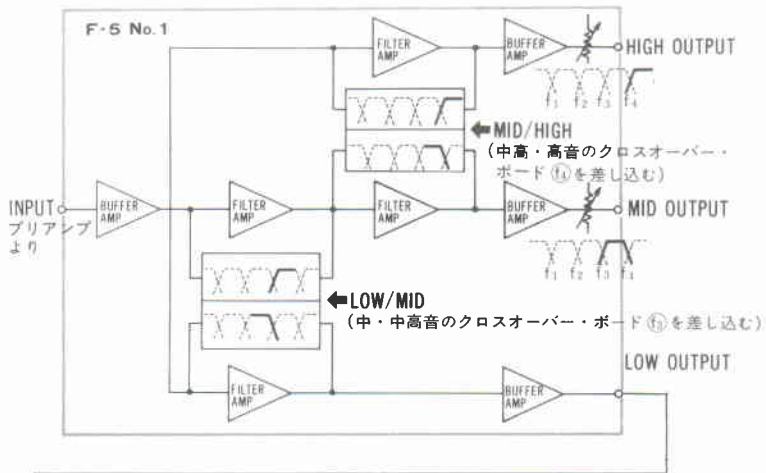 F-5 No.1
FILTER AMP
BUFFER AMP
HIGH OUTPUT
f1 f2 f3 f4
MID/HIGH
(中高・高音のクロスオーバー・
ボード f4 を差し込む)
INPUT
プリアンプ
より
BUFFER AMP
FILTER AMP
FILTER AMP
BUFFER AMP
MID OUTPUT
f1 f2 f3 f4
LOW/MID
(中・中高音のクロスオーバー・ボード f3 を差し込む)
LOW OUTPUT
FILTER AMP
BUFFER AMP